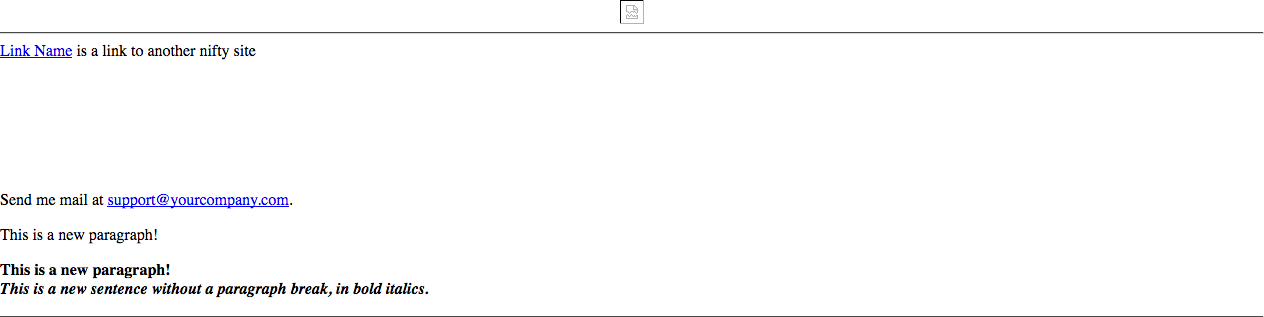 Link Name is a link to another nifty site
Send me mail at support@yourcompany.com.
This is a new paragraph!
This is a new paragraph!
This is a new sentence without a paragraph break, in bold italics.